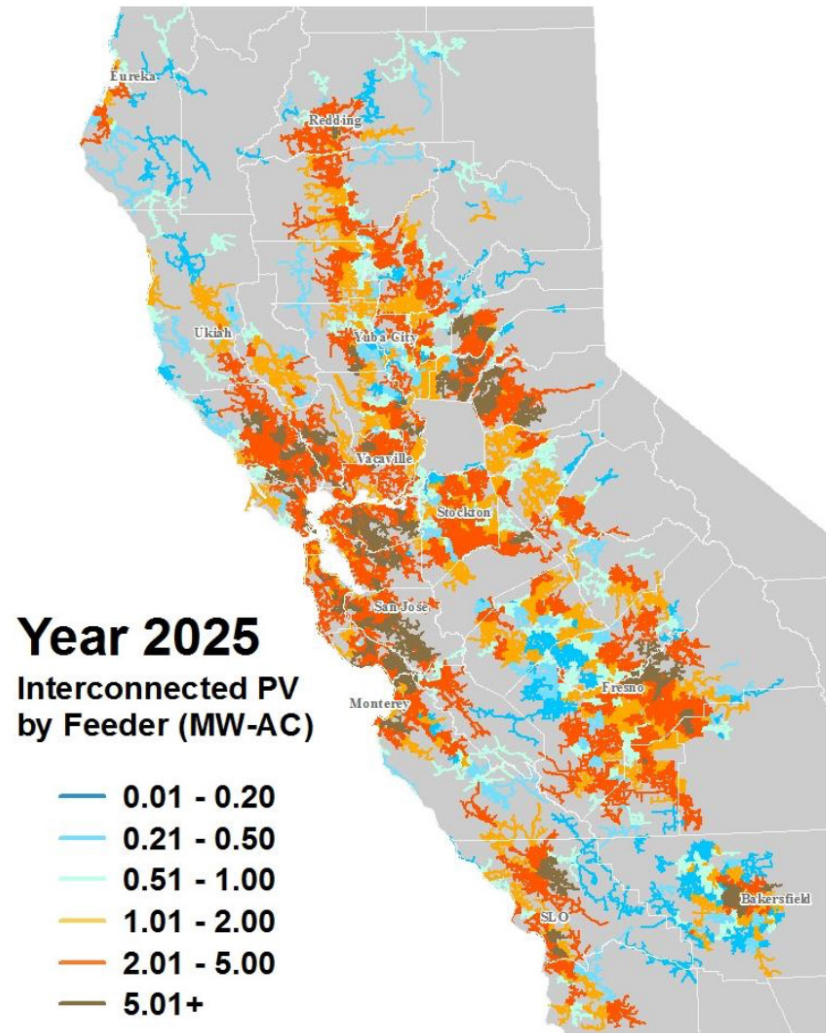 Eureka
Redding
Ukiah
Yuba City
Vacaville
Stockton
San Jose
Year 2025
Interconnected PV
by Feeder (MW-AC)
Fresno
Monterey
0.01 - 0.20
0.21 - 0.50
0.51 - 1.00
1.01 - 2.00
2.01 - 5.00
5.01+
Bakersfield
SLO